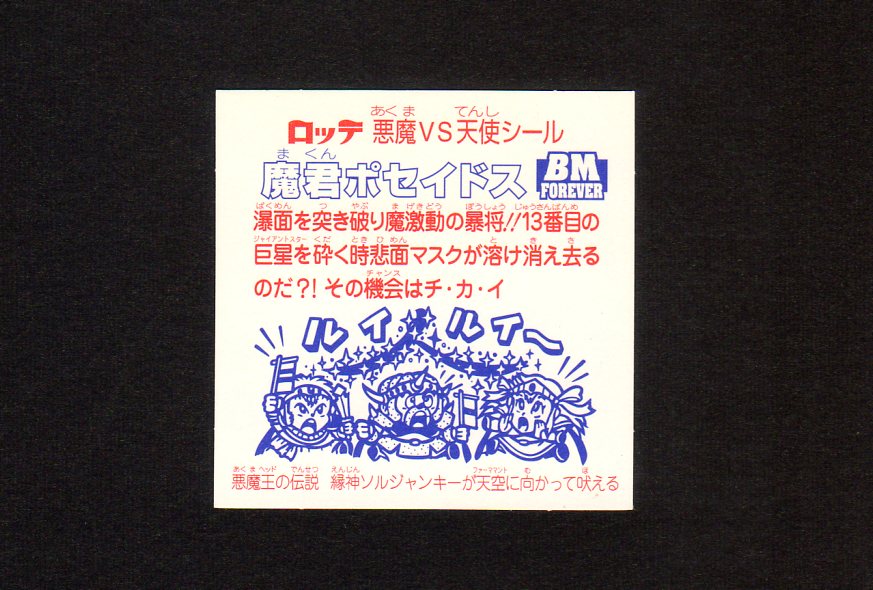 あくま てんし
ロッテ 悪魔VS天使シール
ま くん
魔君ポセイドス BM FOREVER
ばくめん つ やぶ ま げきどう ぼうしょう じゅうさんばんめ
瀑面を突き破り魔激動の暴将!!13番目の
ジャイアントスター くだ とき ひ めん と き さ
巨星を砕く時悲面マスクが溶け消え去る
チャンス
のだ?! その機会はチ・カ・イ
ルイ★ルイ〜
あく ま ヘッド でんせつ えんじん ファーマメント む ほ
悪魔王の伝説 縁神ソルジャンキーが天空に向かって吠える